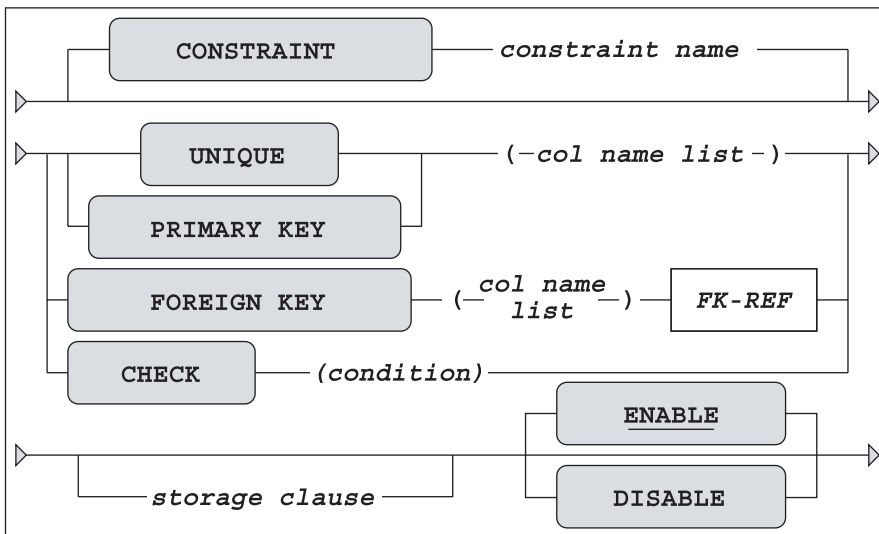 CONSTRAINT constraint name
UNIQUE (col name list)
PRIMARY KEY
FOREIGN KEY (col name list) FK-REF
CHECK (condition)
ENABLE
storage clause
DISABLE